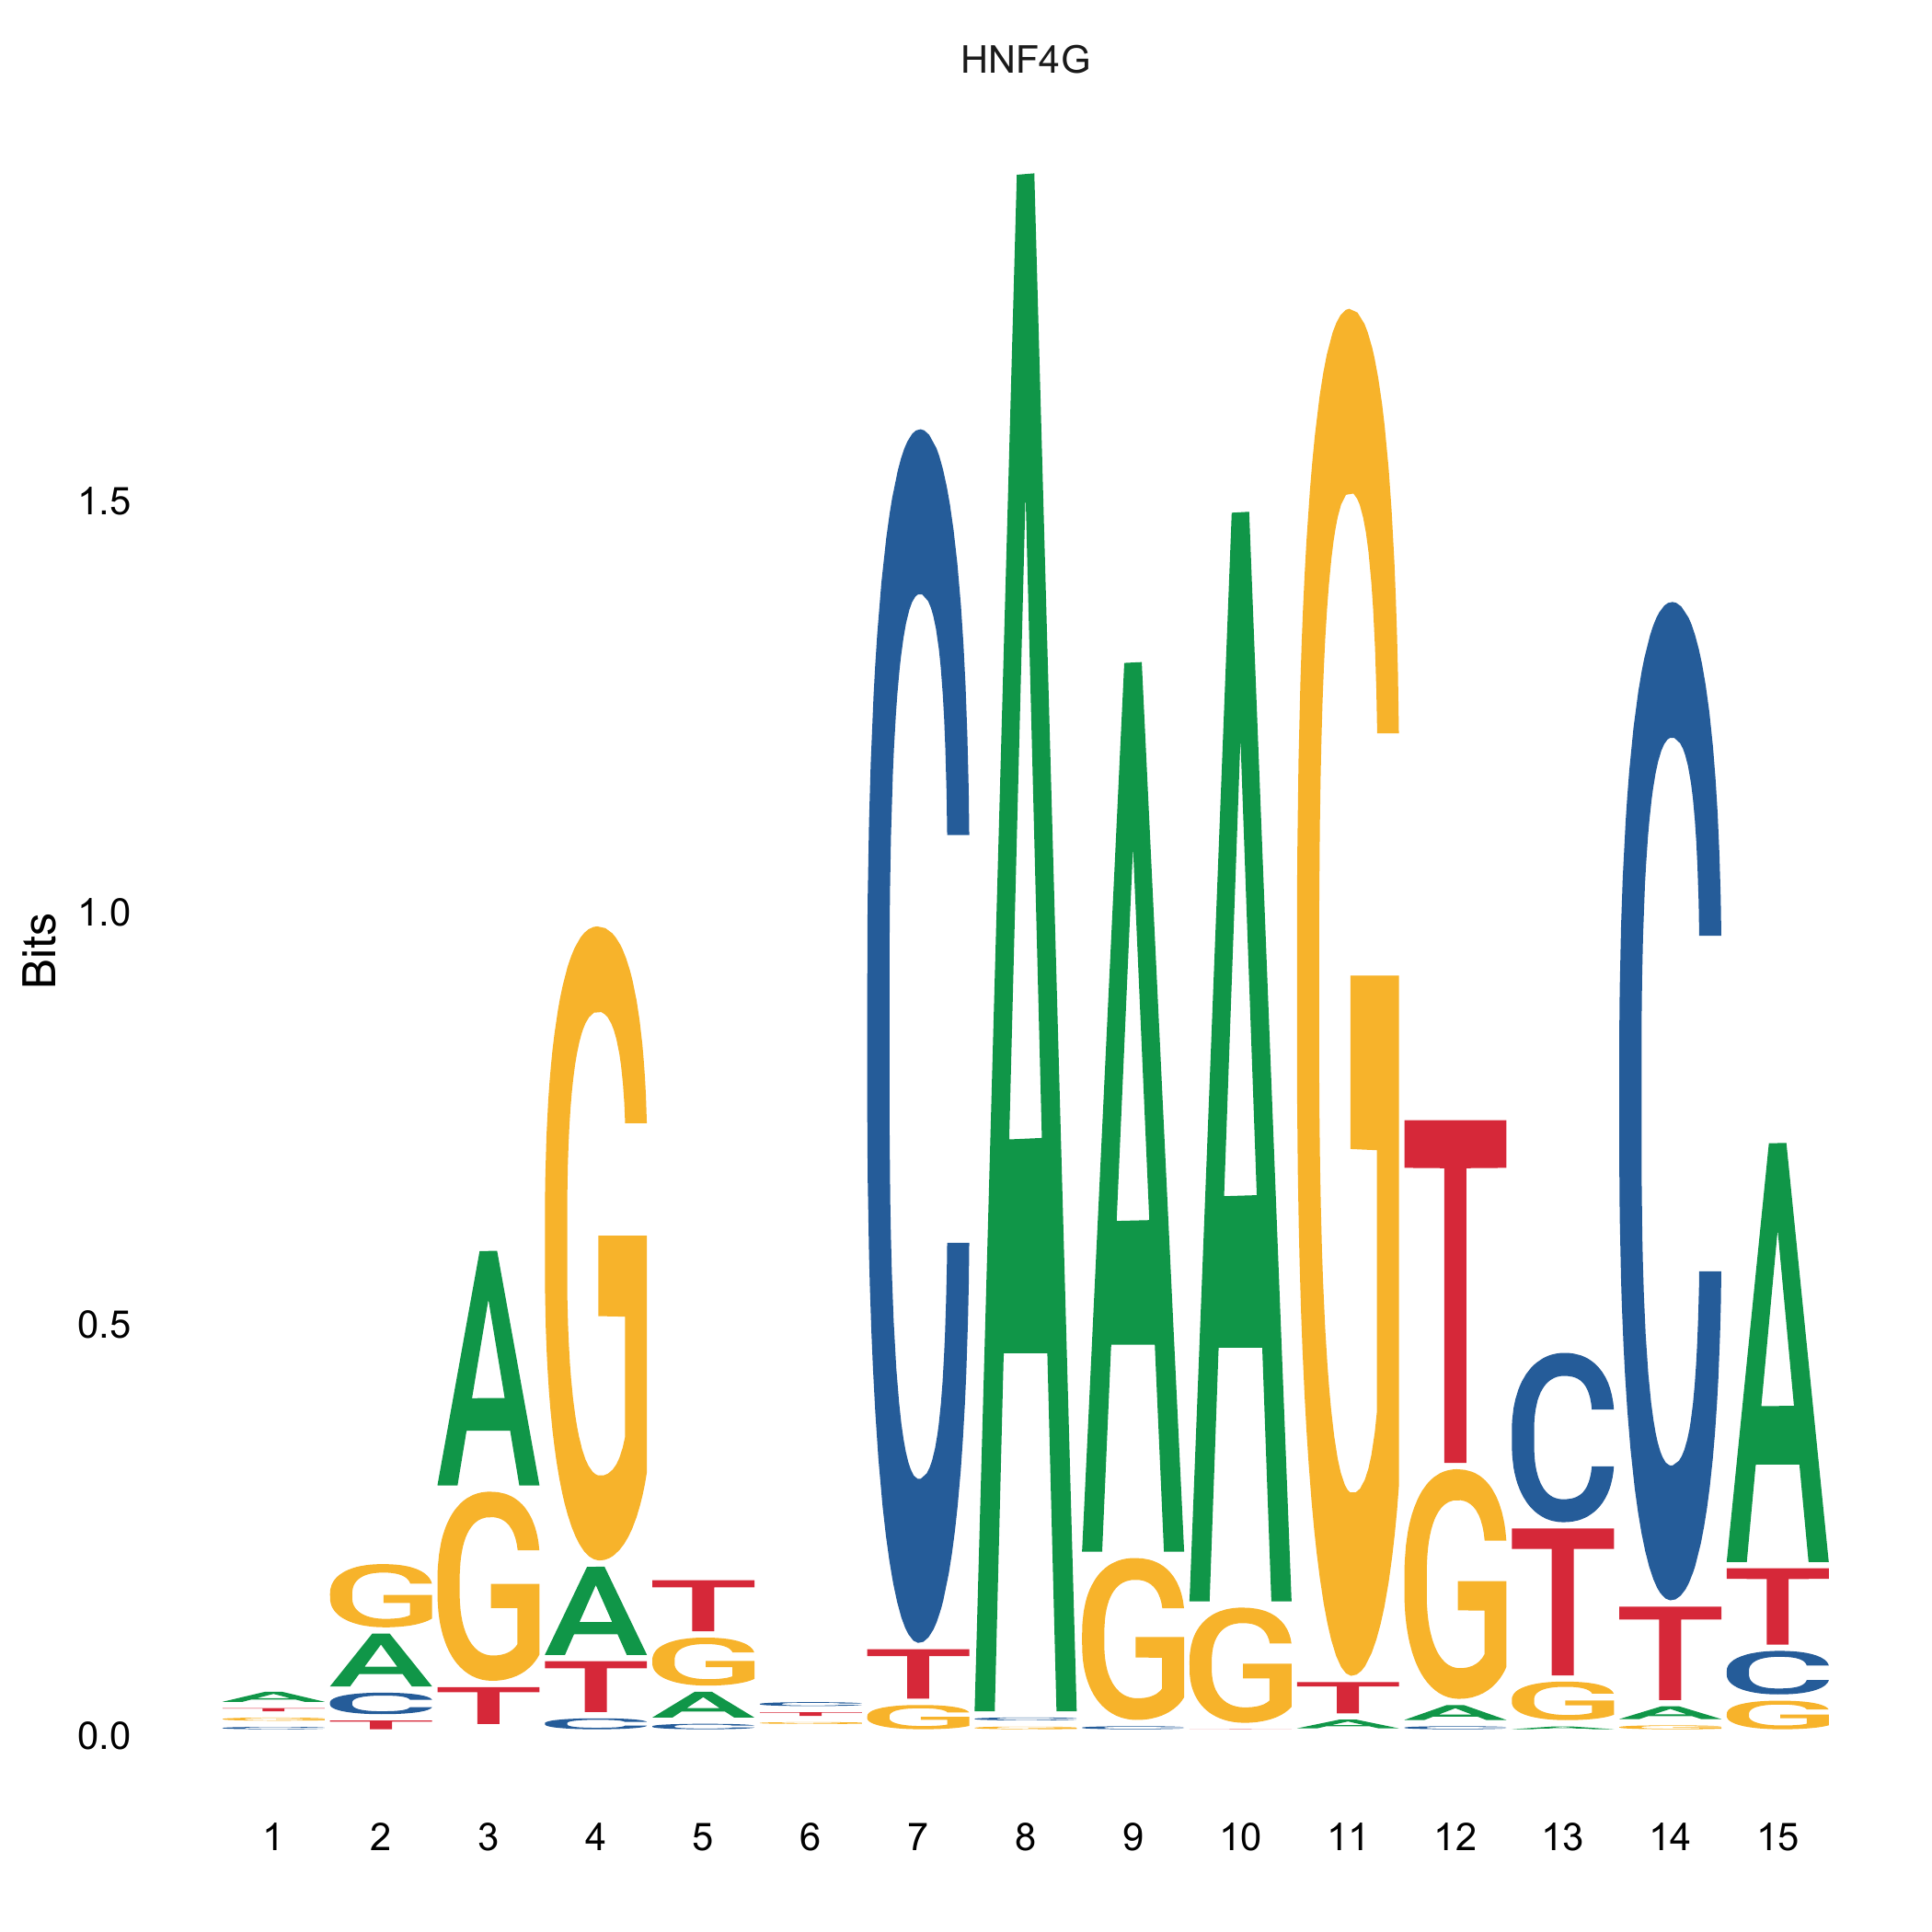 HNF4G
Bits
1.5
1.0
0.5
0.0
A T G C
G A C T
A G T
G A T C
T G A C
C T G
C T G
A C G
A G C
A G
G T A
T G A C
C T G A
C T A G
A T C G
1 2 3 4 5 6 7 8 9 10 11 12 13 14 15